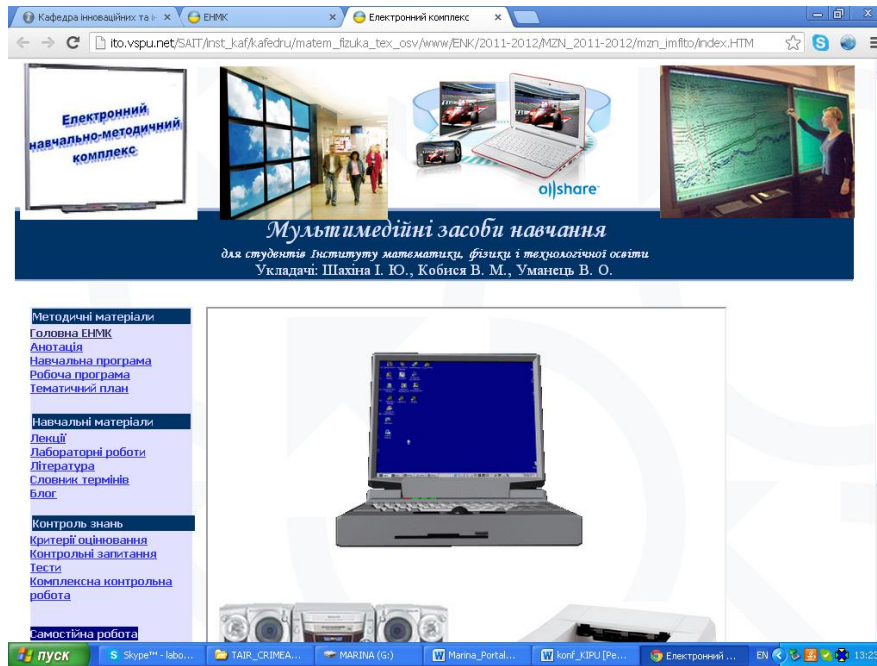 Кафедра інноваційних та і
ЕНМК
Електронний комплекс
ito.vspu.net/SAIT/inst_kaf/kafedru/matem_fizuka_tex_osv/www/ENK/2011-2012/MZN_2011-2012/mzn_imfito/index.HTM
Електронний
навчально-методичний
комплекс
allshare
Мультимедійні засоби навчання
для студентів Інституту математики, фізики і технологічної освіти
Укладачі: Шахіна І. Ю., Кобися В. М., Уманець В. О.
Методичні матеріали
Головна ЕНМК
Анотація
Навчальна програма
Робоча програма
Тематичний план
Навчальні матеріали
Лекції
Лабораторні роботи
Література
Словник термінів
Блог
Контроль знань
Критерії оцінювання
Контрольні запитання
Тести
Комплексна контрольна
робота
Самостійна робота
пуск
Skype™ - labo...
TAIR_CRIMEA...
MARINA (G:)
Marina_Portal...
konf_KIPU [Ре...
Електронний ...
EN
13:23